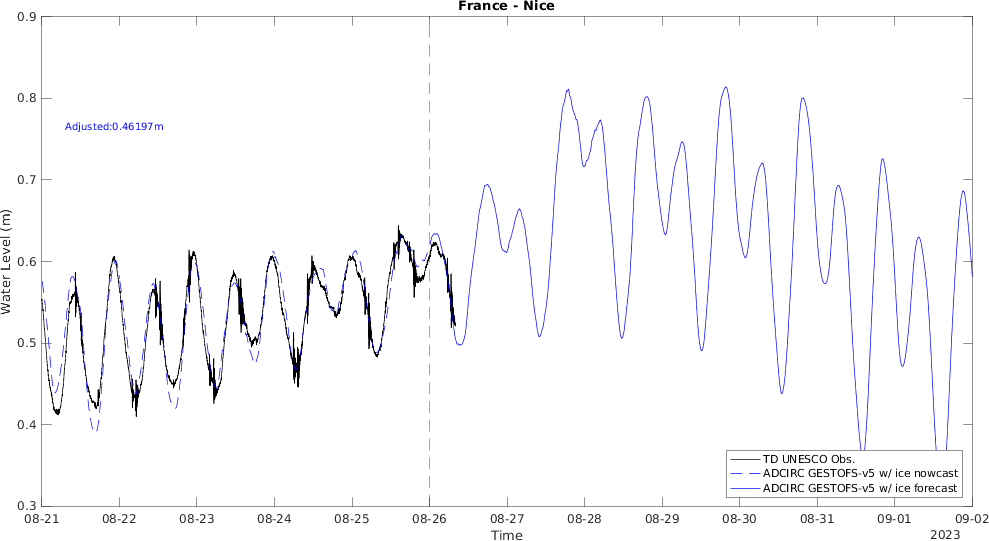 France - Nice
0.9
0.8
0.7
0.6
0.5
0.4
0.3
Water Level (m)
Adjusted:0.46197m
TD UNESCO Obs.
ADCIRC GESTOFS-v5 w/ ice nowcast
ADCIRC GESTOFS-v5 w/ ice forecast
08-21 08-22 08-23 08-24 08-25 08-26 08-27 08-28 08-29 08-30 08-31 09-01 09-02
Time
2023